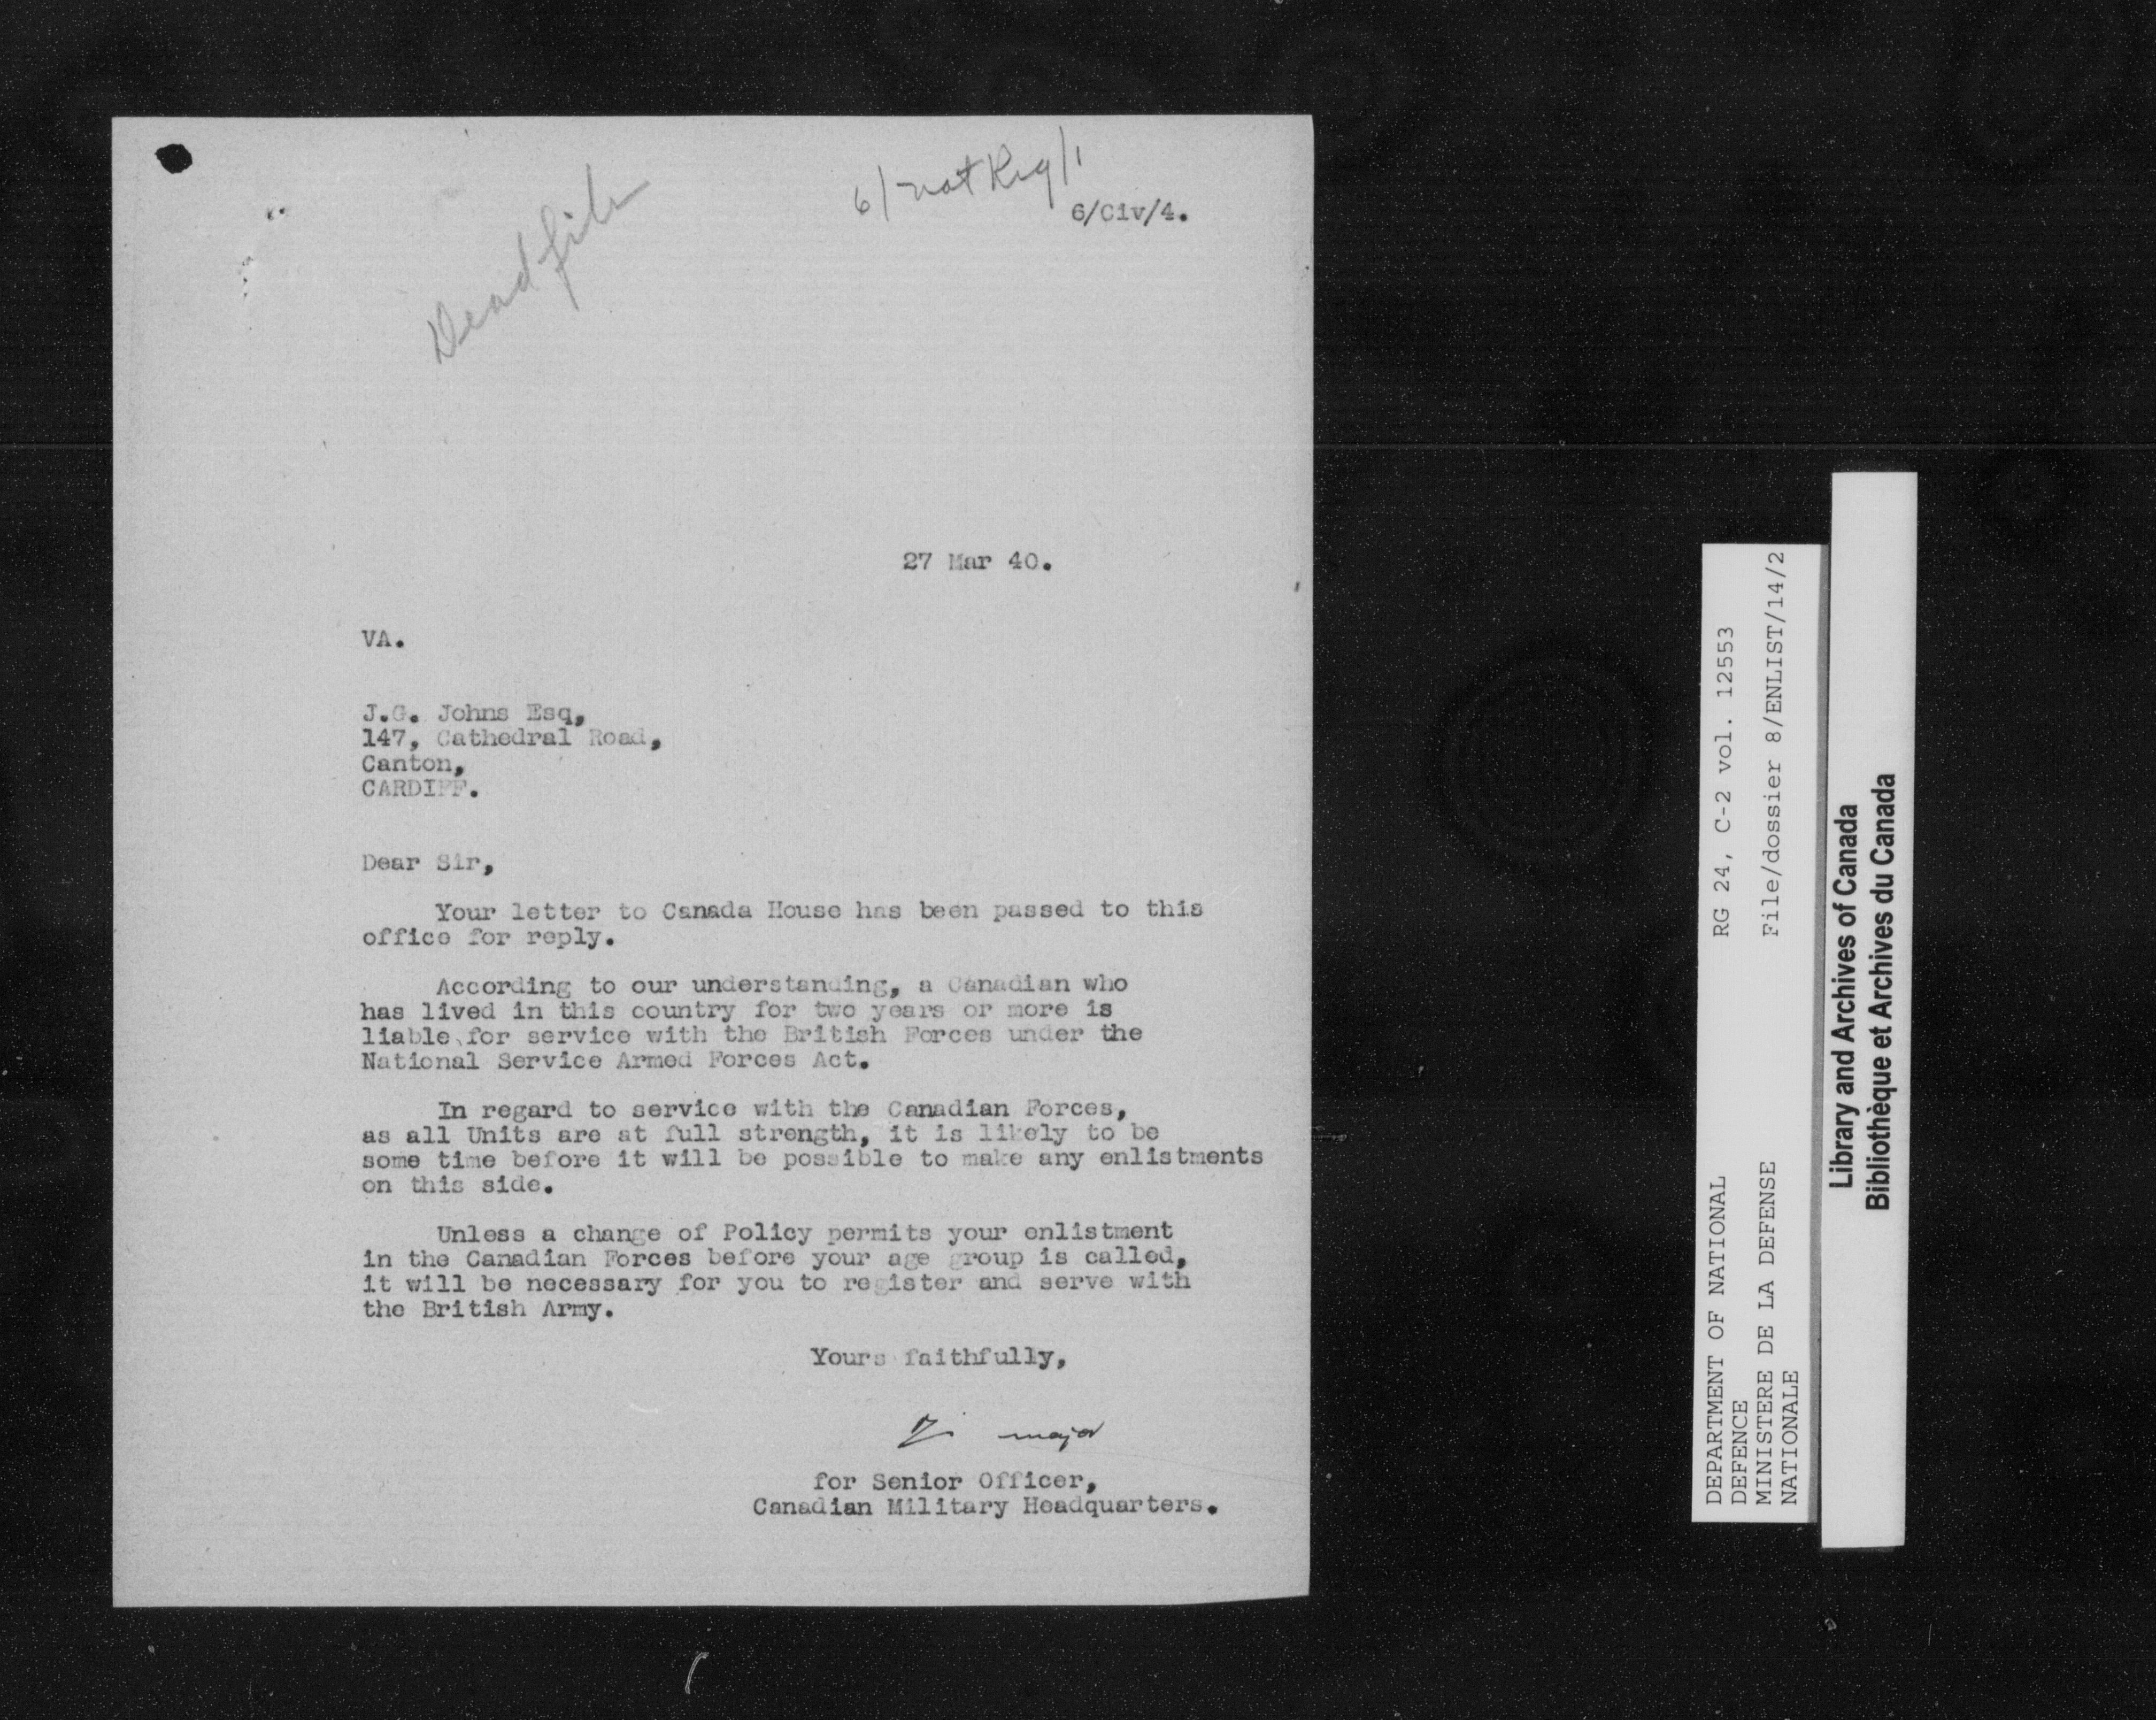 Dead file
6/Nat Reg/1
6/Civ/4.
27 Mar 40.
VA.
J.G. Johns Esq,
147, Cathedral Road,
Canton,
CARDIFF.
Dear Sir,
Your letter to Canada House has been passed to this
office for reply.
According to our understanding, a Canadian who
has lived in this country for two years or more is
liable for service with the British Forces under the
National Service Armed Forces Act.
In regard to service with the Canadian Forces,
as all Units are at full strength, it is likely to be
some time before it will be possible to make any enlistments
on this side.
Unless a change of Policy permits your enlistment
in the Canadian Forces before your age group is called,
it will be necessary for you to register and serve with
the British Army.
Yours faithfully,
major
for Senior Officer,
Canadian Military Headquarters.
DEPARTMENT OF NATIONAL
DEFENCE
MINISTERE DE LA DEFENSE
NATIONALE
RG 24, C-2 vol. 12553
File/dossier 8/ENLIST/14/2
Library and Archives of Canada
Bibliothèque et Archives du Canada